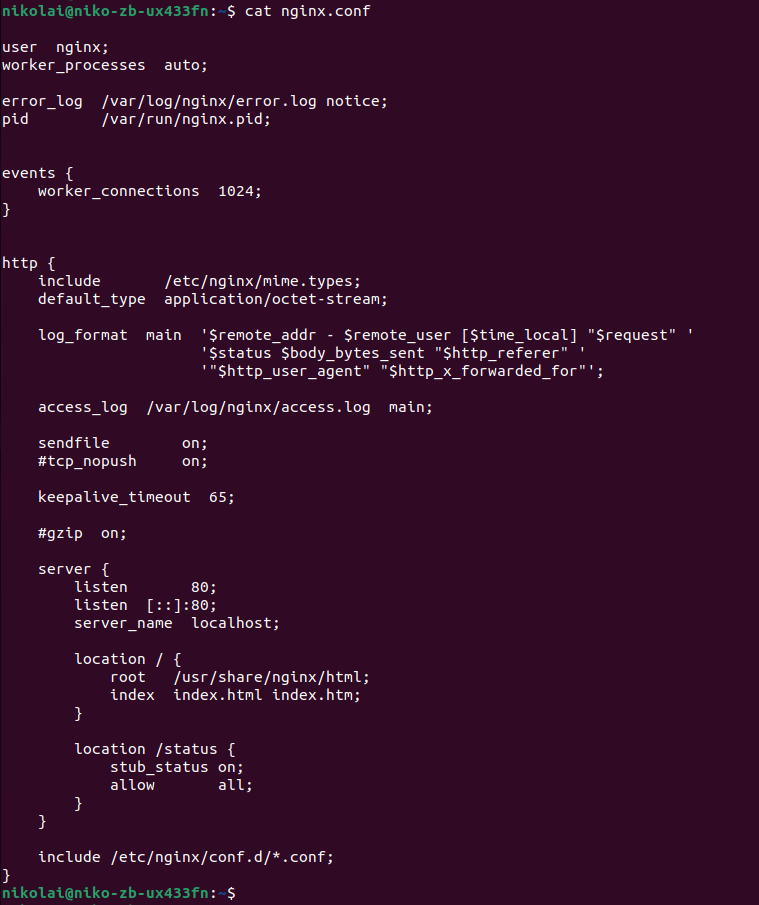 nikolai@niko-zb-ux433fn:~$ cat nginx.conf

user  nginx;
worker_processes  auto;

error_log  /var/log/nginx/error.log notice;
pid        /var/run/nginx.pid;


events {
    worker_connections  1024;
}


http {
    include       /etc/nginx/mime.types;
    default_type  application/octet-stream;

    log_format  main  '$remote_addr - $remote_user [$time_local] "$request" '
                      '$status $body_bytes_sent "$http_referer" '
                      '"$http_user_agent" "$http_x_forwarded_for"';

    access_log  /var/log/nginx/access.log  main;

    sendfile        on;
    #tcp_nopush     on;

    keepalive_timeout  65;

    #gzip  on;

    server {
        listen       80;
        listen  [::]:80;
        server_name  localhost;

        location / {
            root   /usr/share/nginx/html;
            index  index.html index.htm;
        }

        location /status {
            stub_status on;
            allow       all;
        }
    }

    include /etc/nginx/conf.d/*.conf;
}
nikolai@niko-zb-ux433fn:~$